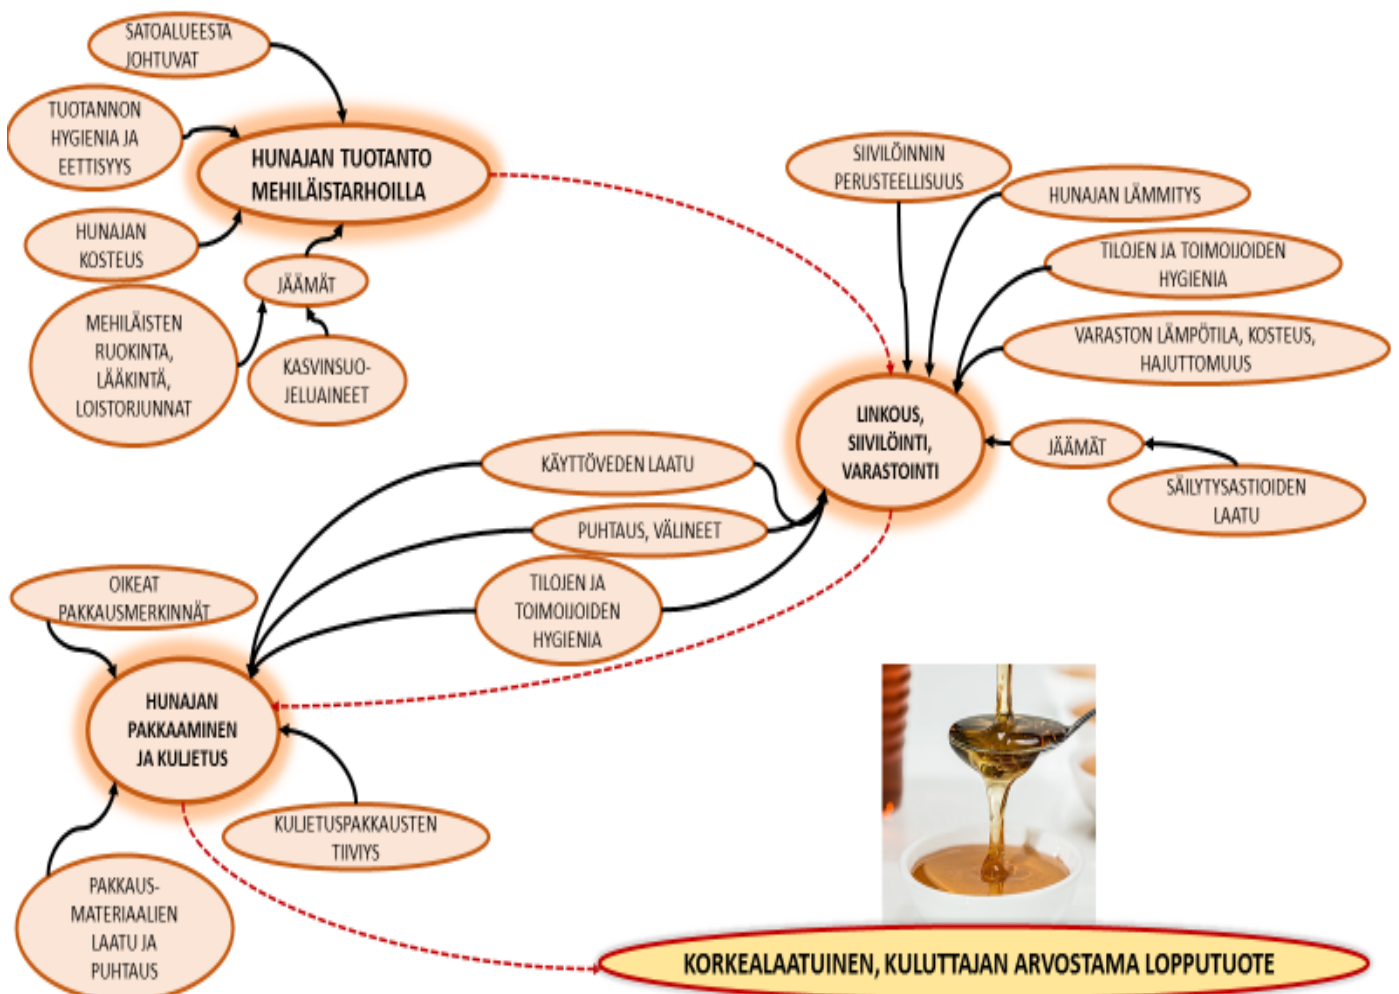 SATOALUEESTA
JOHTUVAT
TUOTANNON
HYGIENIA JA
EETTISYYS
HUNAJAN TUOTANTO
MEHILÄISTARHOILLA
HUNAJAN
KOSTEUS
JÄÄMÄT
MEHILÄISTEN
RUOKINTA,
LÄÄKINTÄ,
LOISTORJUNNAT
KASVINSUO-
JELUAINEET
SIIVILÖINNIN
PERUSTEELLISUUS
HUNAJAN LÄMMITYS
TILOJEN JA TOIMOIJOIDEN
HYGIENIA
VARASTON LÄMPÖTILA, KOSTEUS,
HAJUTTOMUUS
LINKOUS,
SIIVILÖINTI,
VARASTOINTI
JÄÄMÄT
SÄILYTYSASTIOIDEN
LAATU
KÄYTTÖVEDEN LAATU
PUHTAUS, VÄLINEET
TILOJEN JA
TOIMOIJOIDEN
HYGIENIA
OIKEAT
PAKKAUSMERKINNÄT
HUNAJAN
PAKKAAMINEN
JA KULJETUS
KULJETUSPAKKAUSTEN
TIIVIYS
PAKKAUS-
MATERIAALIEN
LAATU JA
PUHTAUS
KORKEALAATUINEN, KULUTTAJAN ARVOSTAMA LOPPUTUOTE